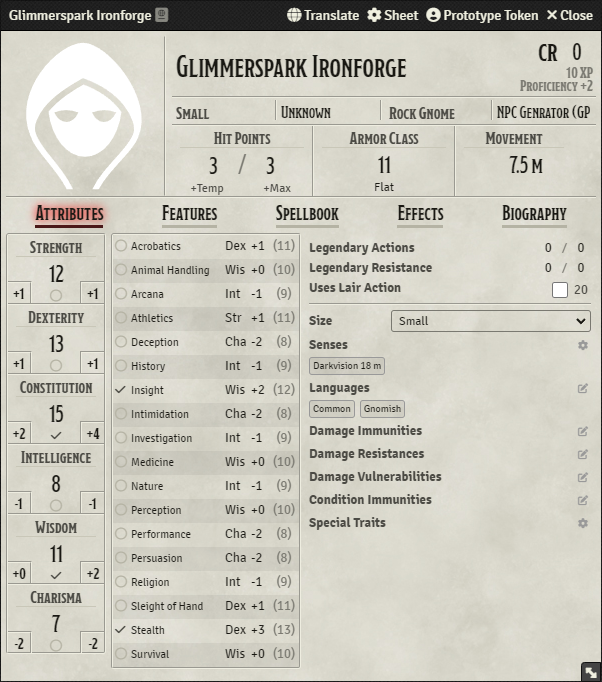 Glimmerspark Ironforge Translate Sheet Prototype Token Close
Glimmerspark Ironforge
CR 0
10 XP
Proficiency +2
Small Unknown Rock Gnome NPC Genrator (GP
Hit Points Armor Class Movement
3 / 3 11 7.5 m
+Temp +Max Flat
Attributes Features Spellbook Effects Biography
Strength
12
+1 +1
Dexterity
13
+1 +1
Constitution
15
+2 +4
Intelligence
8
-1 -1
Wisdom
11
+0 +2
Charisma
7
-2 -2
Acrobatics Dex +1 (11)
Animal Handling Wis +0 (10)
Arcana Int -1 (9)
Athletics Str +1 (11)
Deception Cha -2 (8)
History Int -1 (9)
Insight Wis +2 (12)
Intimidation Cha -2 (8)
Investigation Int -1 (9)
Medicine Wis +0 (10)
Nature Int -1 (9)
Perception Wis +0 (10)
Performance Cha -2 (8)
Persuasion Cha -2 (8)
Religion Int -1 (9)
Sleight of Hand Dex +1 (11)
Stealth Dex +3 (13)
Survival Wis +0 (10)
Legendary Actions 0 / 0
Legendary Resistance 0 / 0
Uses Lair Action 20
Size Small
Senses
Darkvision 18 m
Languages
Common Gnomish
Damage Immunities
Damage Resistances
Damage Vulnerabilities
Condition Immunities
Special Traits